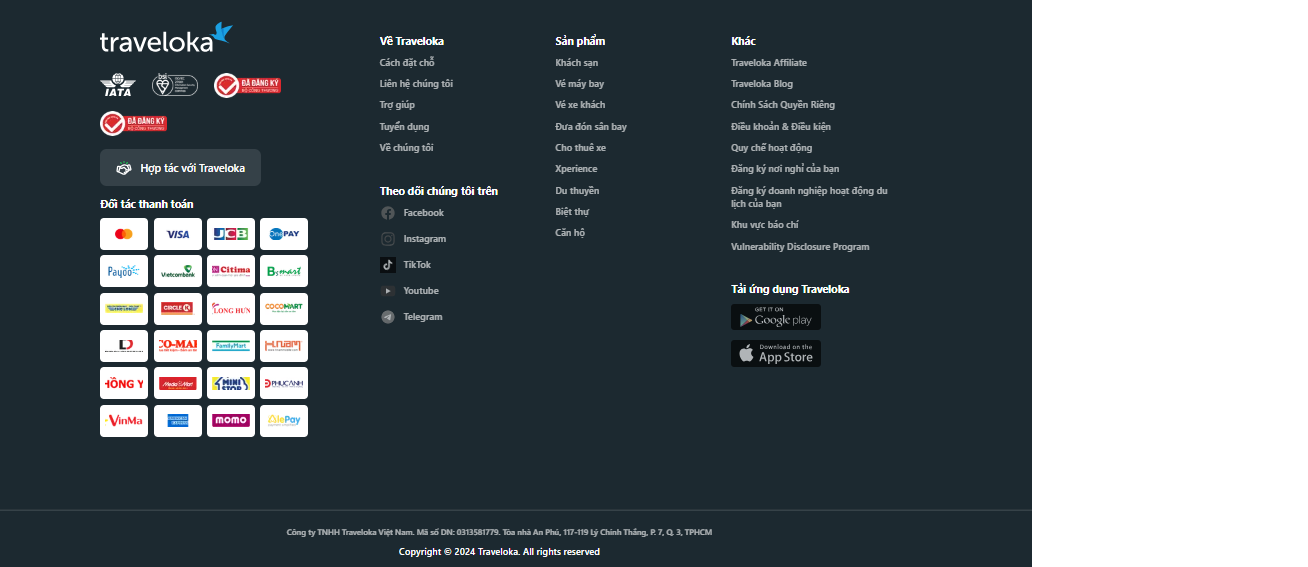 traveloka
IATA
bsi
ĐÃ ĐĂNG KÝ
BỘ CÔNG THƯƠNG
ĐÃ ĐĂNG KÝ
BỘ CÔNG THƯƠNG
Hợp tác với Traveloka
Đối tác thanh toán
VISA
JCB
OnePAY
Payoo
Vietcombank
Citima
Bsmart
CIRCLE K
LONG HUN
COCOMART
CO-MAI
FamilyMart
H.nam
HỒNG Y
MediaMart
MINI
STOP
PHUCANH
VinMa
momo
AlePay
Về Traveloka
Cách đặt chỗ
Liên hệ chúng tôi
Trợ giúp
Tuyển dụng
Về chúng tôi
Theo dõi chúng tôi trên
Facebook
Instagram
TikTok
Youtube
Telegram
Sản phẩm
Khách sạn
Vé máy bay
Vé xe khách
Đưa đón sân bay
Cho thuê xe
Xperience
Du thuyền
Biệt thự
Căn hộ
Khác
Traveloka Affiliate
Traveloka Blog
Chính Sách Quyền Riêng
Điều khoản & Điều kiện
Quy chế hoạt động
Đăng ký nơi nghỉ của bạn
Đăng ký doanh nghiệp hoạt động du
lịch của bạn
Khu vực báo chí
Vulnerability Disclosure Program
Tải ứng dụng Traveloka
GET IT ON
Google play
Download on the
App Store
Công ty TNHH Traveloka Việt Nam. Mã số DN: 0313581779. Tòa nhà An Phú, 117-119 Lý Chính Thắng, P. 7, Q. 3, TPHCM
Copyright © 2024 Traveloka. All rights reserved